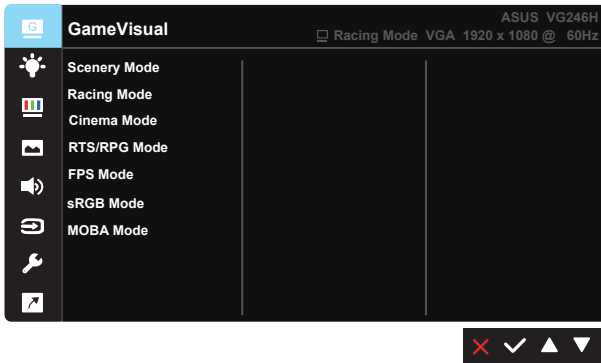 G
GameVisual
ASUS VG246H
Racing Mode VGA 1920 x 1080 @ 60Hz
Scenery Mode
Racing Mode
Cinema Mode
RTS/RPG Mode
FPS Mode
sRGB Mode
MOBA Mode